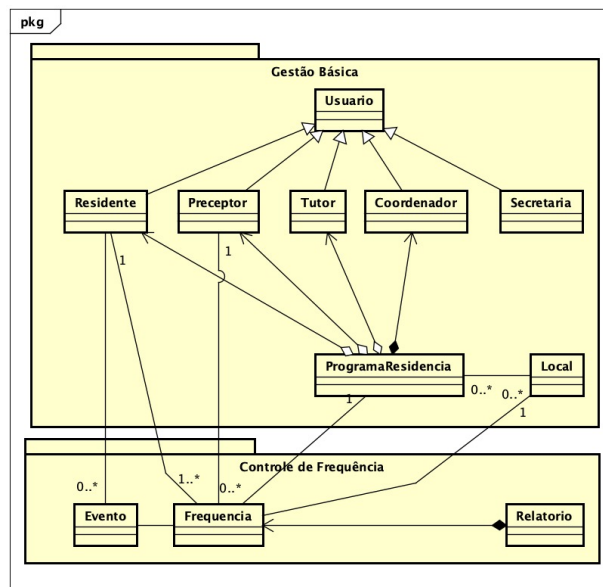 pkg
Gestão Básica
Usuario
Residente
Preceptor
Tutor
Coordenador
Secretaria
1
1
ProgramaResidencia
Local
0..*
0..*
1
1
Controle de Frequência
0..*
1..*
0..*
Evento
Frequencia
Relatorio